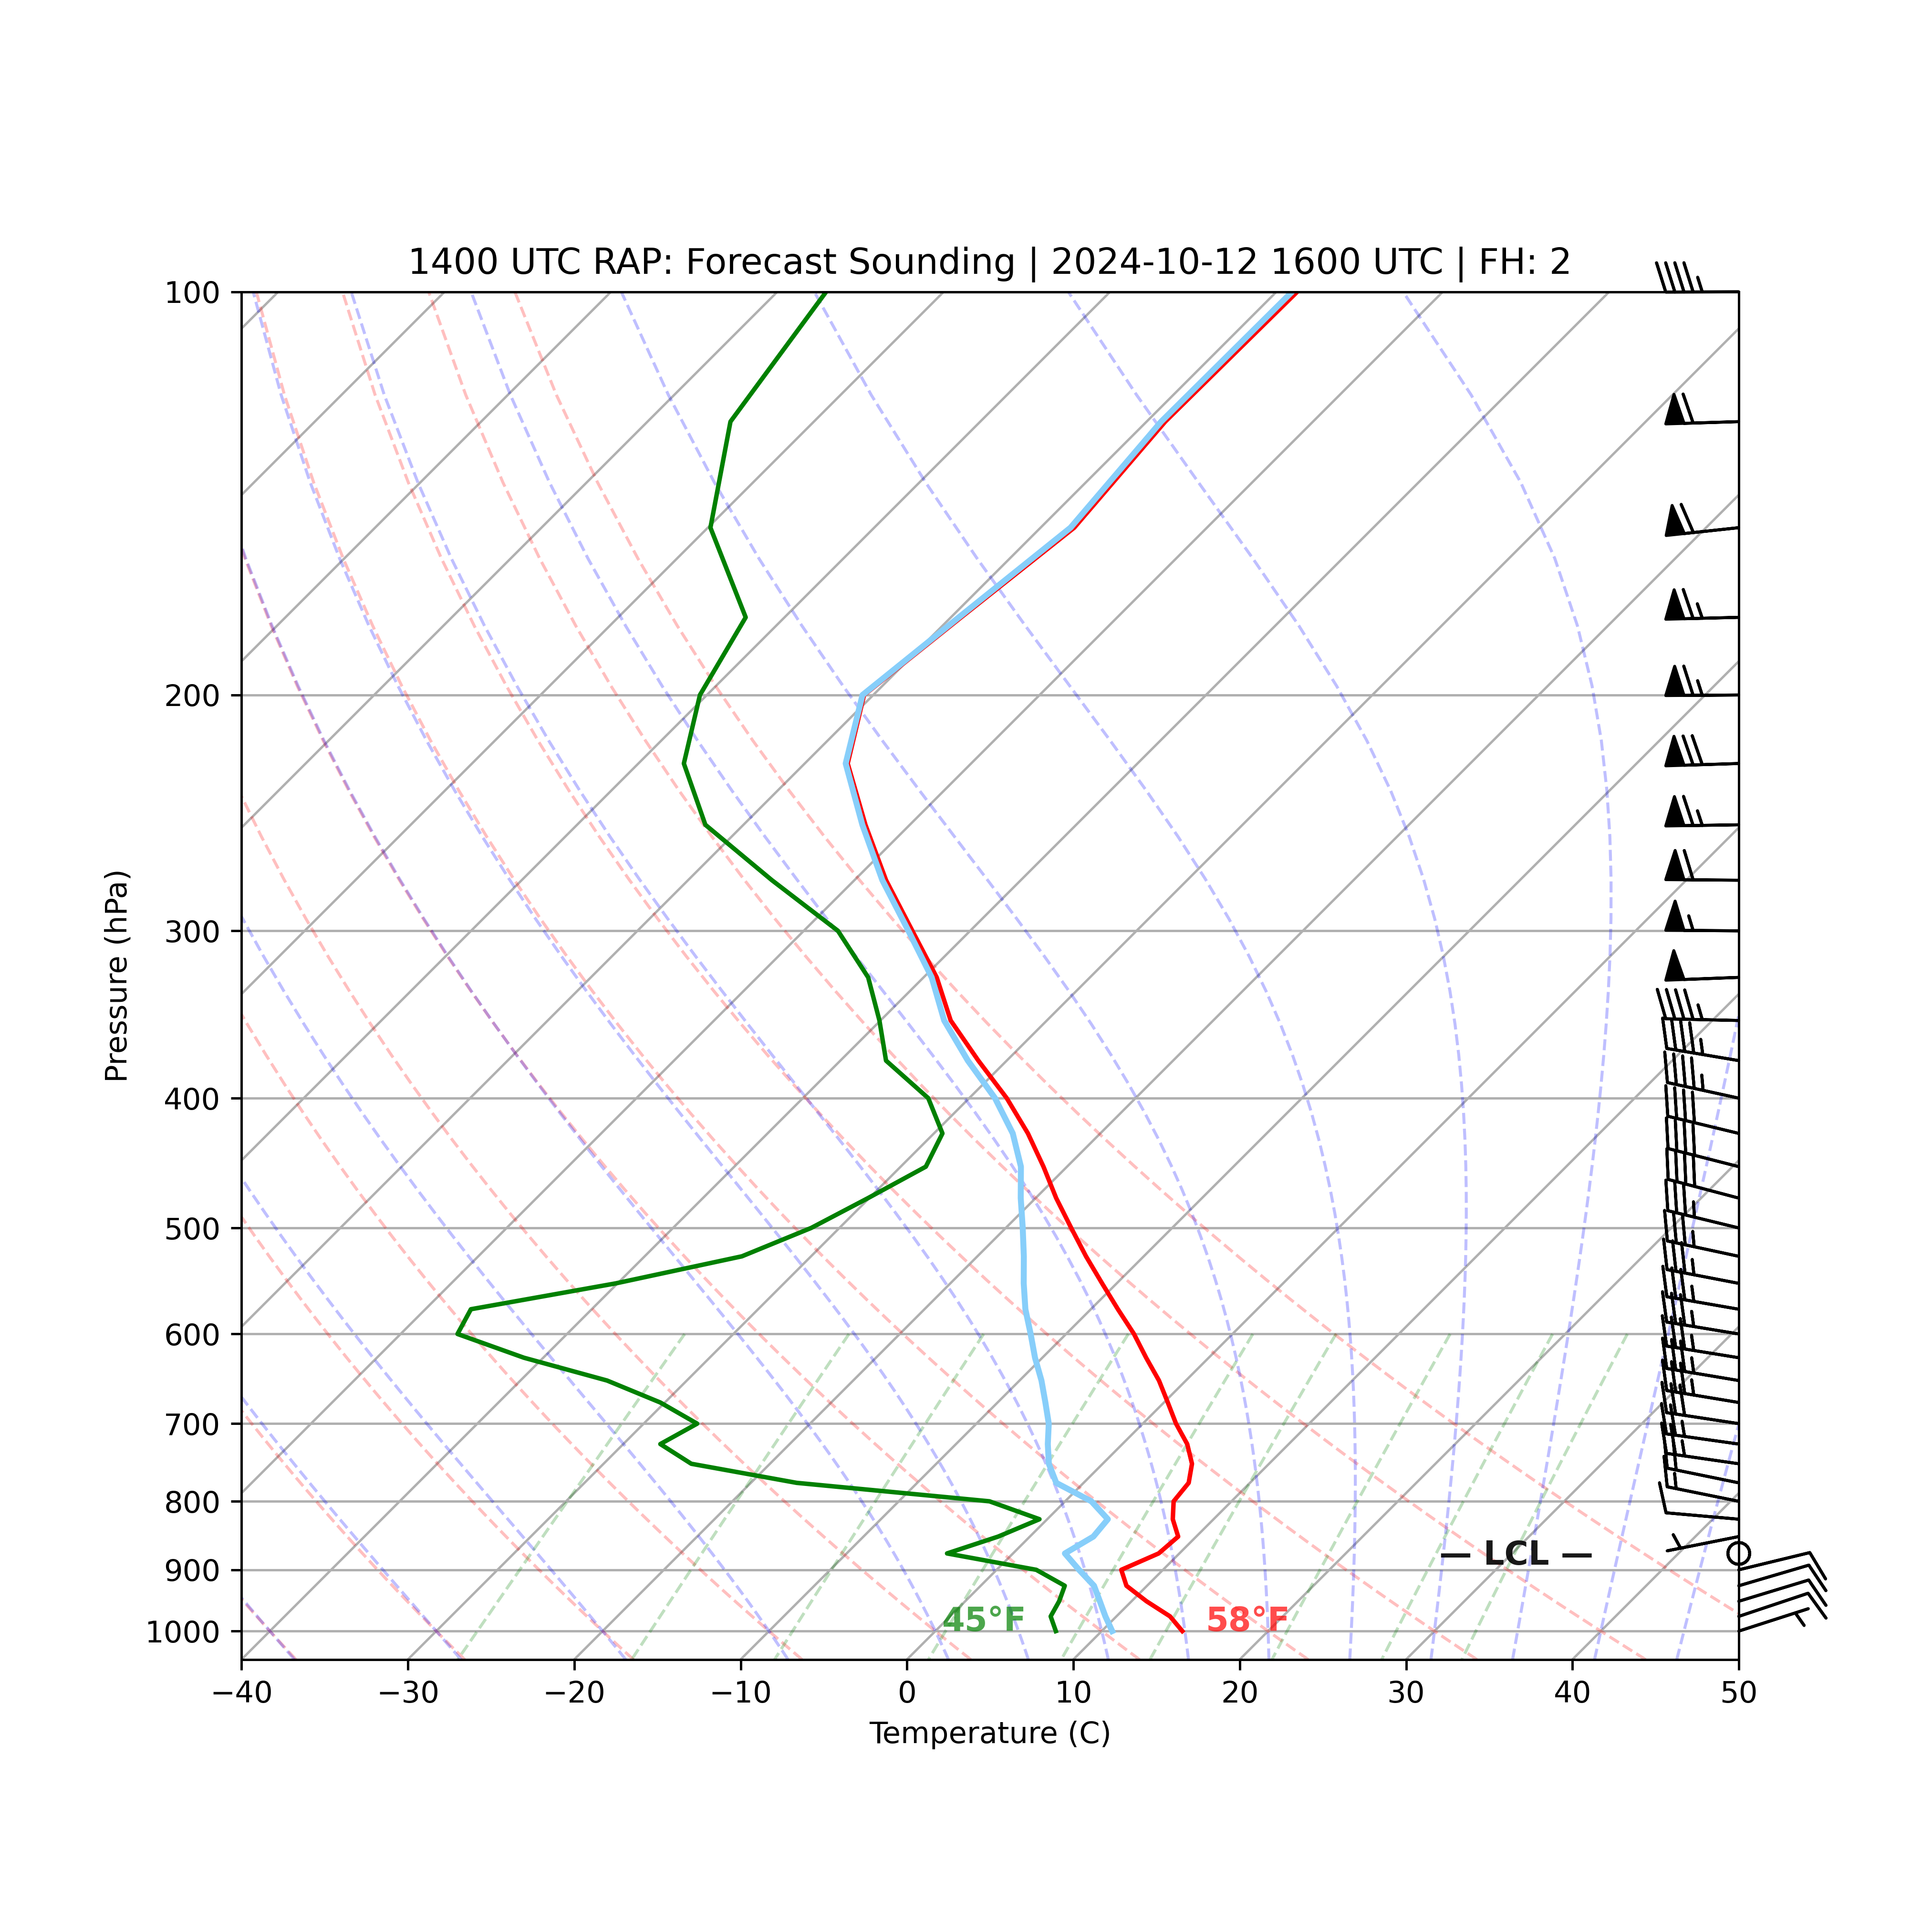 1400 UTC RAP: Forecast Sounding | 2024-10-12 1600 UTC | FH: 2
100
200
300
400
500
600
700
800
900
1000
Pressure (hPa)
— LCL —
45°F
58°F
−40 −30 −20 −10 0 10 20 30 40 50
Temperature (C)